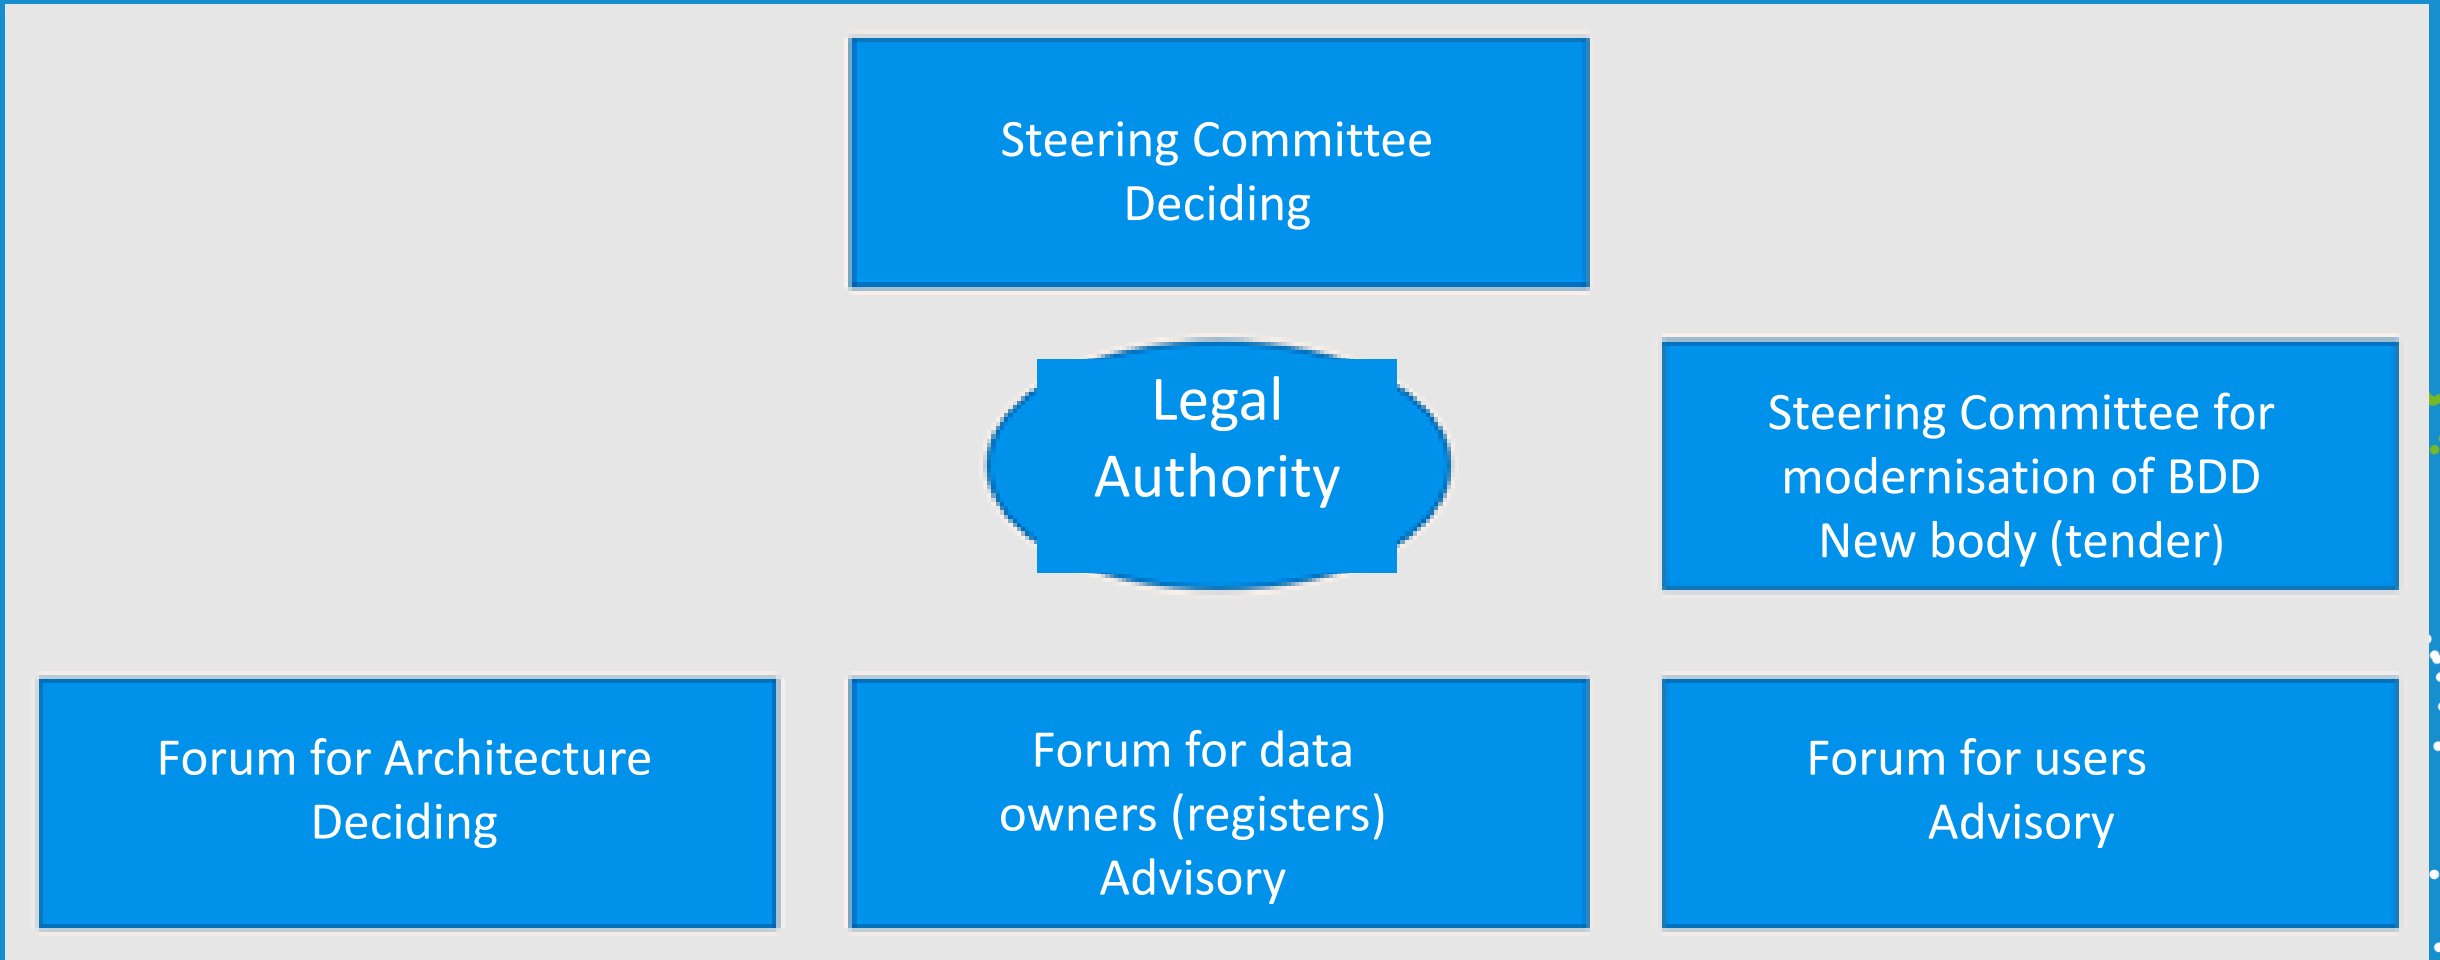 Steering Committee
Deciding
Legal
Authority
Steering Committee for
modernisation of BDD
New body (tender)
Forum for Architecture
Deciding
Forum for data
owners (registers)
Advisory
Forum for users
Advisory